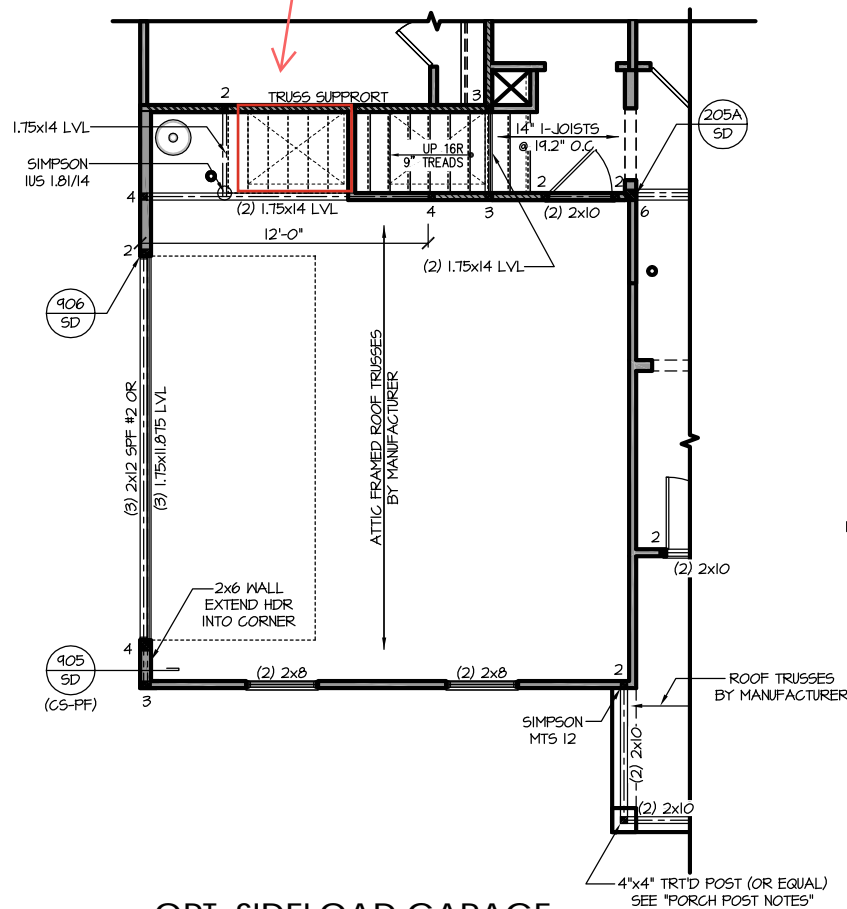 2
TRUSS SUPPRORT
3
1.75x14 LVL
SIMPSON
IUS 1.81/14
UP 16R
9" TREADS
14" I-JOISTS
@ 19.2" O.C.
205A
SD
4
2
2
(2) 1.75x14 LVL
4
3
(2) 2x10
6
12'-0"
2
(2) 1.75x14 LVL
906
SD
(3) 2x12 SPF #2 OR
(3) 1.75x11.875 LVL
ATTIC FRAMED ROOF TRUSSES
BY MANUFACTURER
2
(2) 2x10
2x6 WALL
EXTEND HDR
INTO CORNER
4
905
SD
(CS-PF)
3
(2) 2x8
(2) 2x8
2
ROOF TRUSSES
BY MANUFACTURER
SIMPSON
MTS 12
(2) 2x10
(2) 2x10
4"x4" TRT'D POST (OR EQUAL)
SEE "PORCH POST NOTES"
OPT. SIDELOAD GARAGE